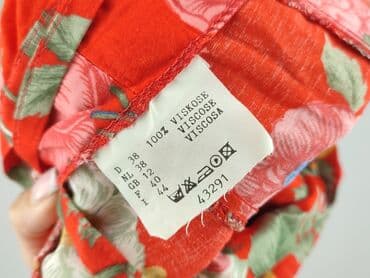 D 38
NL 38
GB 12
F 40
I 44
100% VISKOSE
VISCOSE
VISCOSA
43291